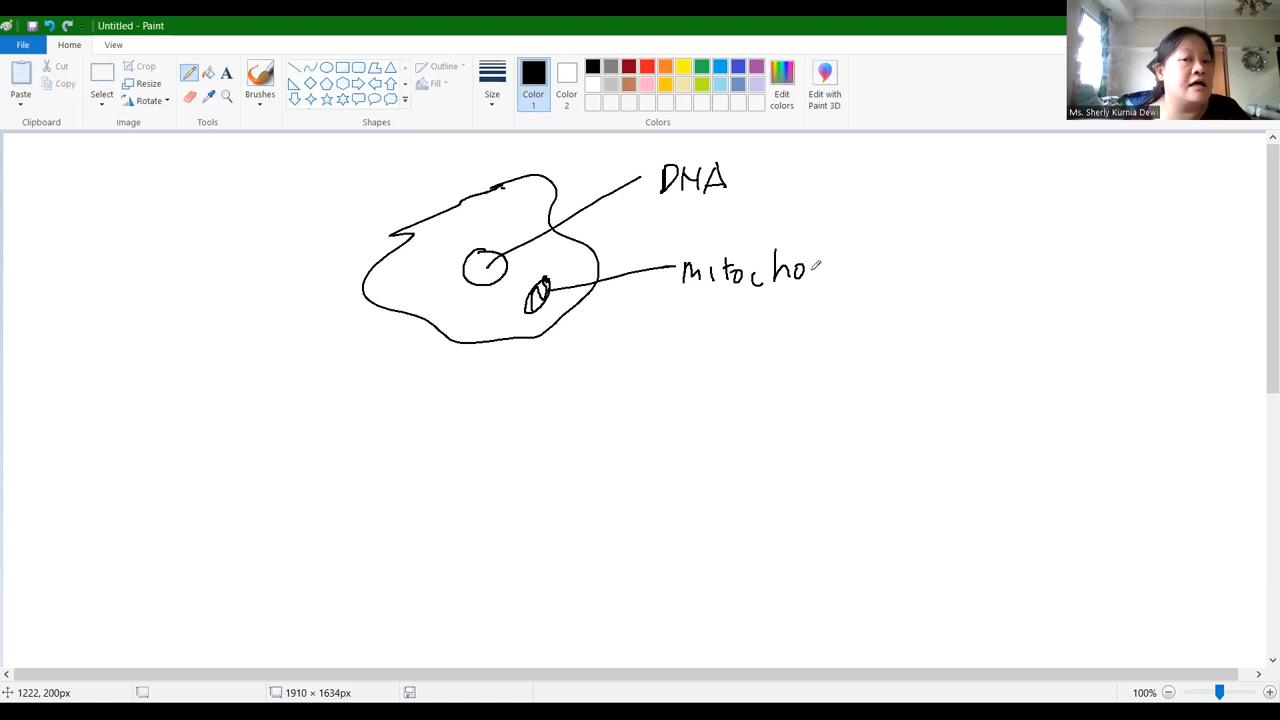 Untitled - Paint
Ms. Sherly Kurnia Dewi
File
Home
View
Paste
Cut
Copy
Clipboard
Select
Crop
Resize
Rotate
Image
A
Tools
Brushes
Outline
Fill
Shapes
Size
Color 1
Color 2
Edit colors
Edit with Paint 3D
Colors
DNA
mitocho
1222, 200px
1910 × 1634px
100%